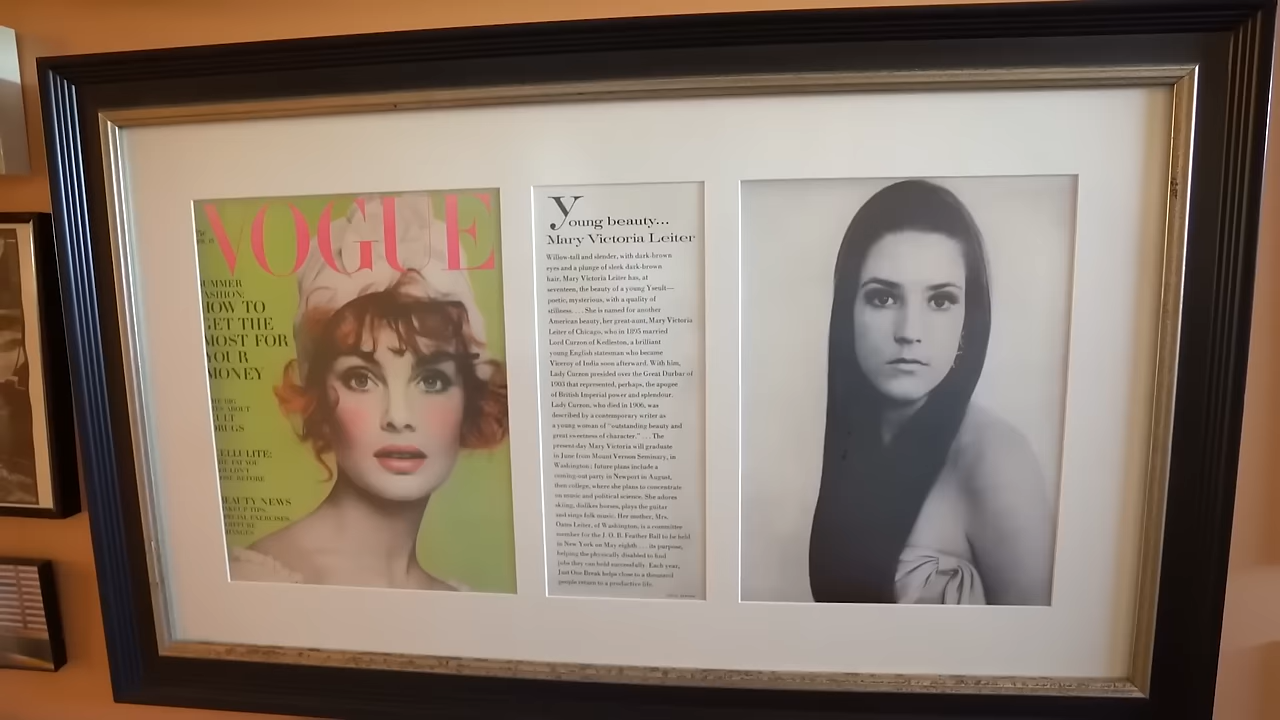 VOGUE
UMMER
ASHION:
HOW TO
GET THE
MOST FOR
YOUR
MONEY
DRUGS
ELLULITE:
EAUTY NEWS
Young beauty...
Mary Victoria Leiter
Willow-tall and slender, with dark-brown
eyes and a plunge of sleek dark-brown
hair, Mary Victoria Leiter has, at
seventeen, the beauty of a young Yseult—
poetic, mysterious, with a quality of
stillness. . . . She is named for another
American beauty, her great-aunt, Mary Victoria
Leiter of Chicago, who in 1895 married
Lord Curzon of Kedleston, a brilliant
young English statesman who became
Viceroy of India soon afterward. With him,
Lady Curzon presided over the Great Durbar of
1903 that represented, perhaps, the apogee
of British Imperial power and splendour.
Lady Curzon, who died in 1906, was
described by a contemporary writer as
a young woman of "outstanding beauty and
great sweetness of character." . . . The
present-day Mary Victoria will graduate
in June from Mount Vernon Seminary, in
Washington; future plans include a
coming-out party in Newport in August,
then college, where she plans to concentrate
on music and political science. She adores
skiing, dislikes horses, plays the guitar
and sings folk music. Her mother, Mrs.
Oates Leiter, of Washington, is a committee
member for the J. O. B. Feather Ball to be held
in New York on May eighth . . . its purpose,
helping the physically disabled to find
jobs they can hold successfully. Each year,
Just One Break helps close to a thousand
people return to a productive life.